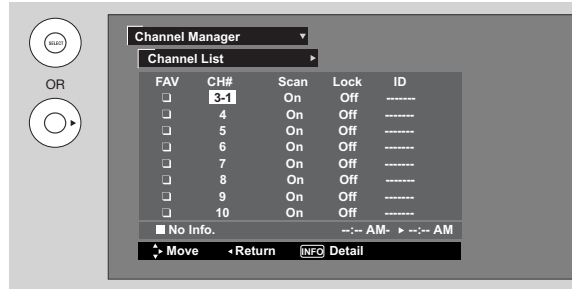 SELECT
OR
Channel Manager ▼
Channel List ▶
FAV CH# Scan Lock ID
❏ 3-1 On Off -------
❏ 4 On Off -------
❏ 5 On Off -------
❏ 6 On Off -------
❏ 7 On Off -------
❏ 8 On Off -------
❏ 9 On Off -------
❏ 10 On Off -------
■ No Info. --:-- AM- ▶ --:-- AM
Move ◂Return INFO Detail